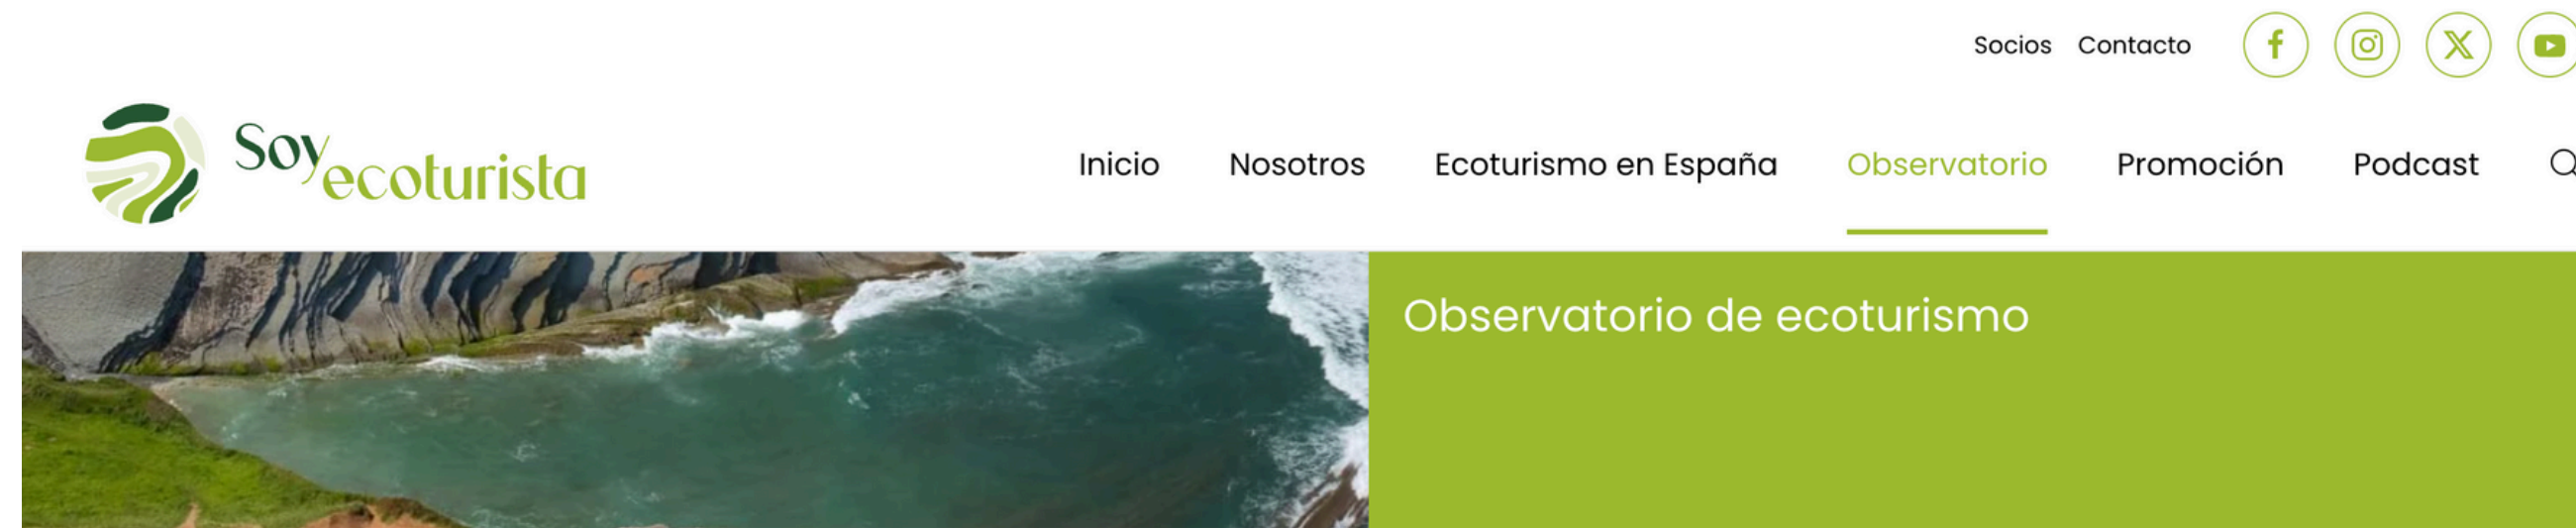 Socios Contacto
Soy ecoturista
Inicio Nosotros Ecoturismo en España Observatorio Promoción Podcast
Observatorio de ecoturismo